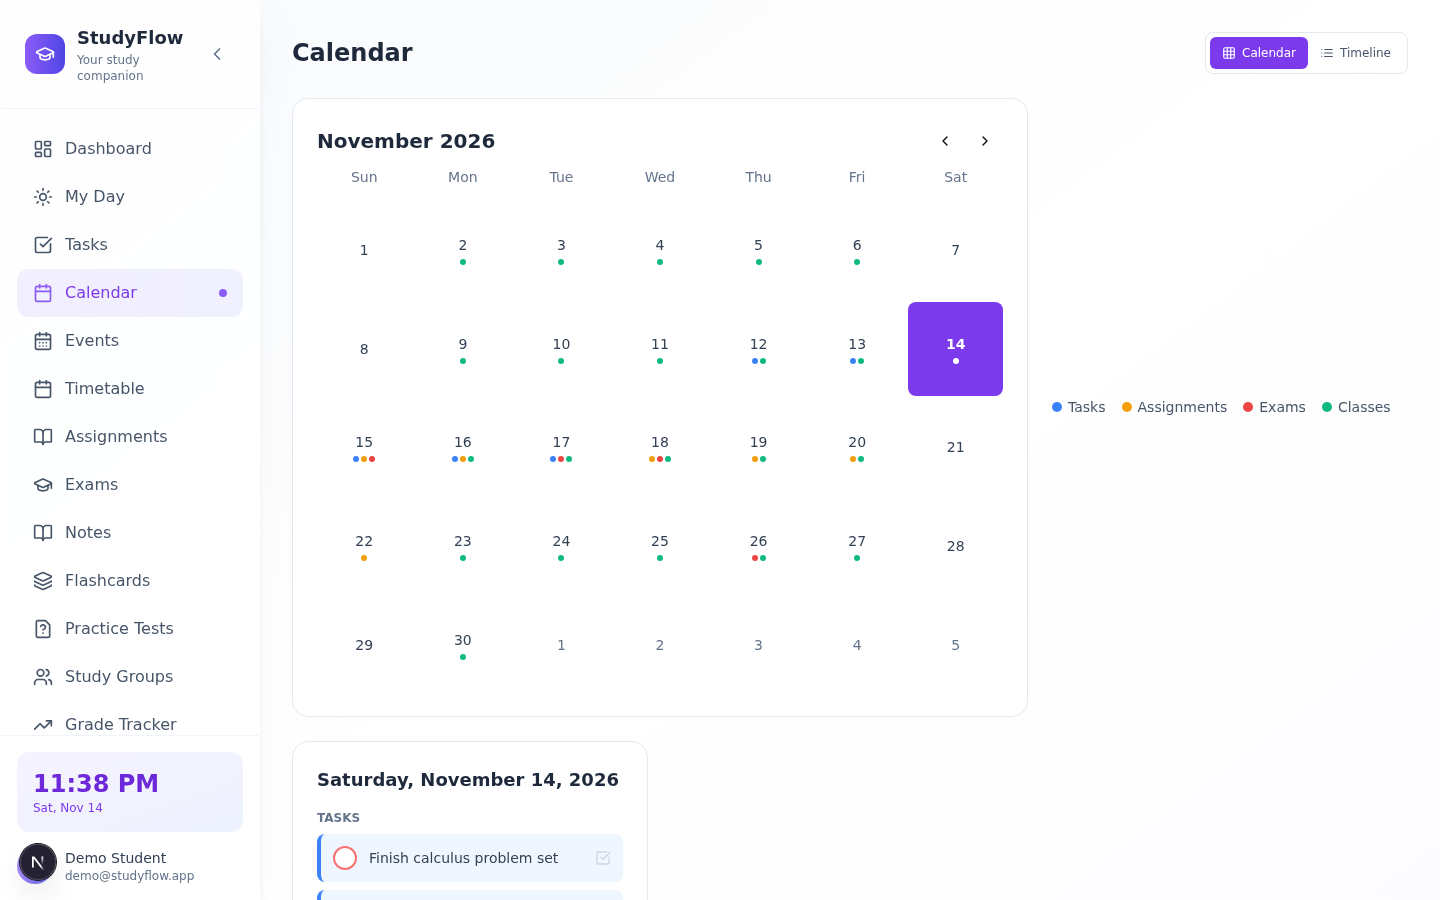 StudyFlow
Your study
companion
Dashboard
My Day
Tasks
Calendar
Events
Timetable
Assignments
Exams
Notes
Flashcards
Practice Tests
Study Groups
Grade Tracker
11:38 PM
Sat, Nov 14
N
Demo Student
demo@studyflow.app
Calendar
Calendar
Timeline
November 2026
Sun Mon Tue Wed Thu Fri Sat
1 2 3 4 5 6 7
8 9 10 11 12 13 14
15 16 17 18 19 20 21
22 23 24 25 26 27 28
29 30 1 2 3 4 5
Tasks Assignments Exams Classes
Saturday, November 14, 2026
TASKS
Finish calculus problem set